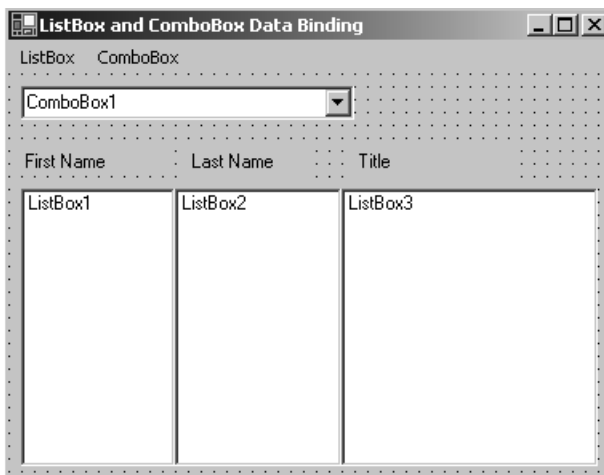 ListBox and ComboBox Data Binding
ListBox ComboBox
ComboBox1
First Name Last Name Title
ListBox1 ListBox2 ListBox3